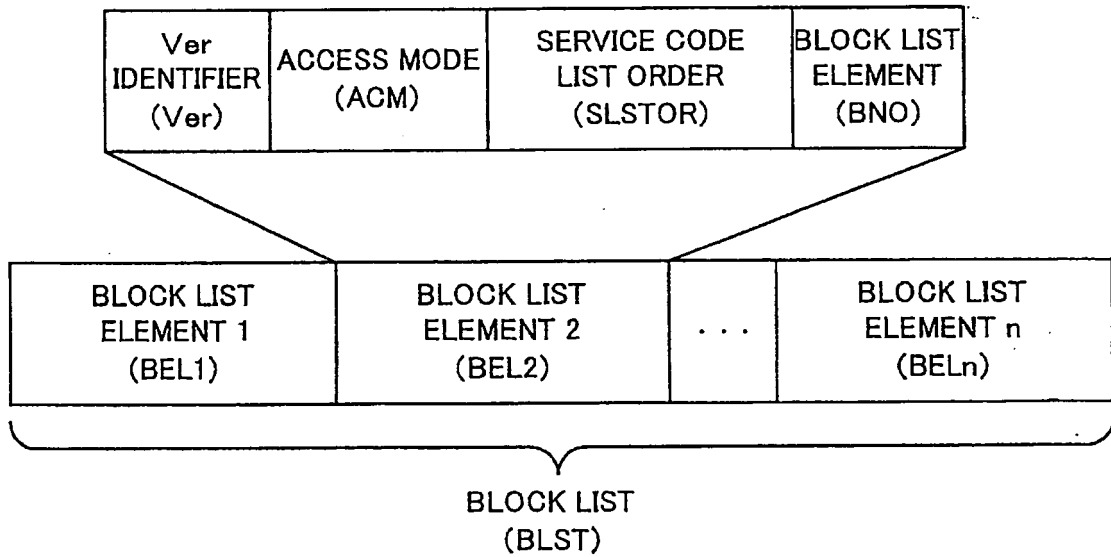 Ver
IDENTIFIER
(Ver)
ACCESS MODE
(ACM)
SERVICE CODE
LIST ORDER
(SLSTOR)
BLOCK LIST
ELEMENT
(BNO)
BLOCK LIST
ELEMENT 1
(BEL1)
BLOCK LIST
ELEMENT 2
(BEL2)
...
BLOCK LIST
ELEMENT n
(BELn)
BLOCK LIST
(BLST)